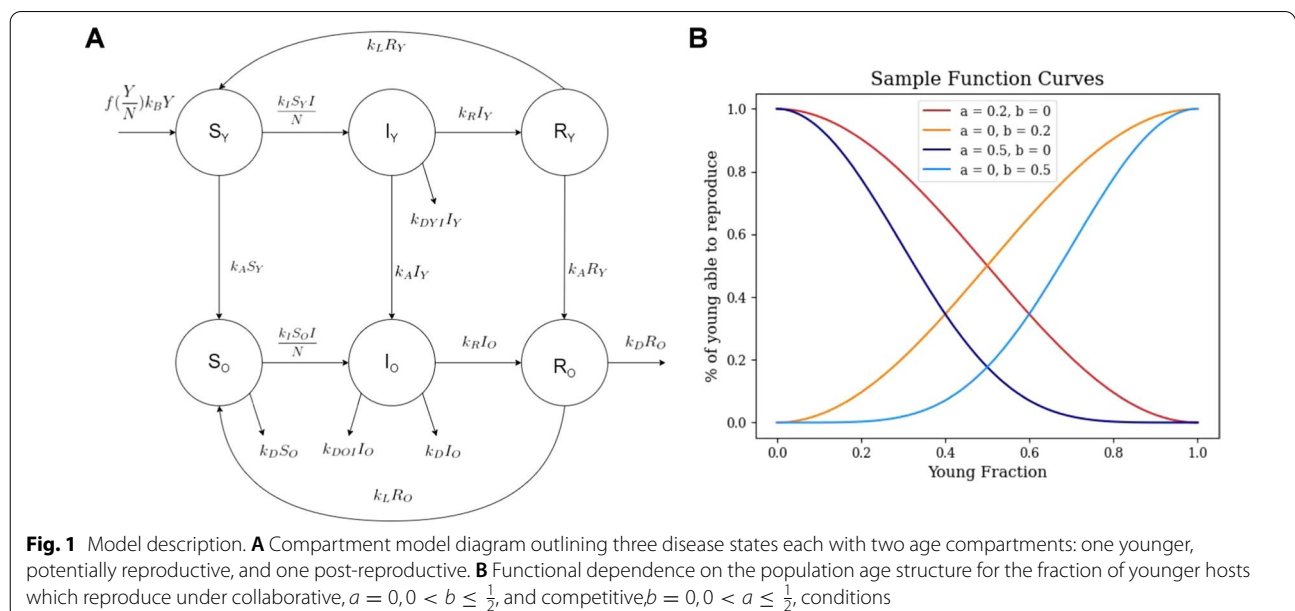 A
B
k_L R_Y
f(Y/N)k_B Y
S_Y
k_I S_Y I / N
I_Y
k_R I_Y
R_Y
k_{DYI} I_Y
k_A S_Y
k_A I_Y
k_A R_Y
S_O
k_I S_O I / N
I_O
k_R I_O
R_O
k_D R_O
k_D S_O
k_{DOI} I_O
k_D I_O
k_L R_O
Sample Function Curves
a = 0.2, b = 0
a = 0, b = 0.2
a = 0.5, b = 0
a = 0, b = 0.5
% of young able to reproduce
1.0
0.8
0.6
0.4
0.2
0.0
0.0 0.2 0.4 0.6 0.8 1.0
Young Fraction
Fig. 1 Model description. A Compartment model diagram outlining three disease states each with two age compartments: one younger,
potentially reproductive, and one post-reproductive. B Functional dependence on the population age structure for the fraction of younger hosts
which reproduce under collaborative, a = 0, 0 < b ≤ 1/2, and competitive,b = 0, 0 < a ≤ 1/2, conditions